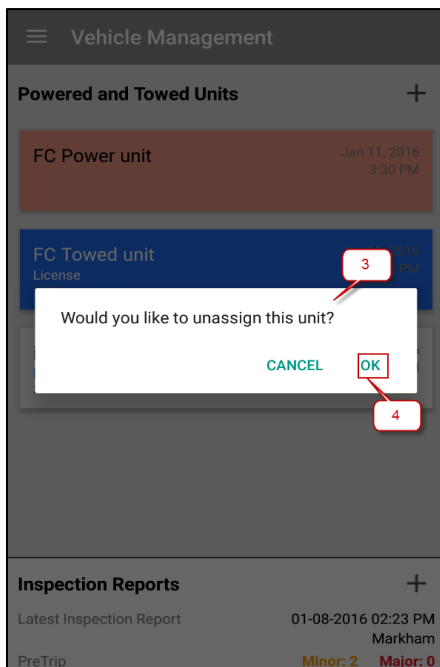 Vehicle Management
Powered and Towed Units
FC Power unit
Jan 11, 2016
3:30 PM
FC Towed unit
2016
License
PM
3
Would you like to unassign this unit?
CANCEL OK
4
Inspection Reports
Latest Inspection Report
01-08-2016 02:23 PM
Markham
PreTrip
Minor: 2 Major: 0